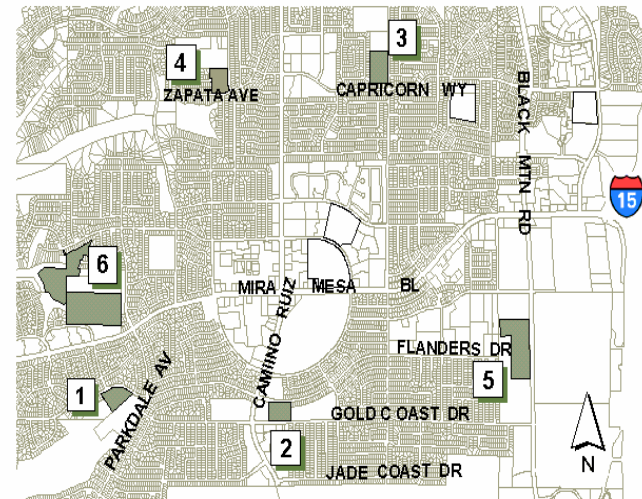 3
4
ZAPATA AVE
CAPRICORN WY
BLACK MTN RD
15
6
MIRA MESA BL
CAMIINO RUIZ
FLANDERS DR
5
1
PARKDALE AV
GOLD COAST DR
2
JADE COAST DR
N